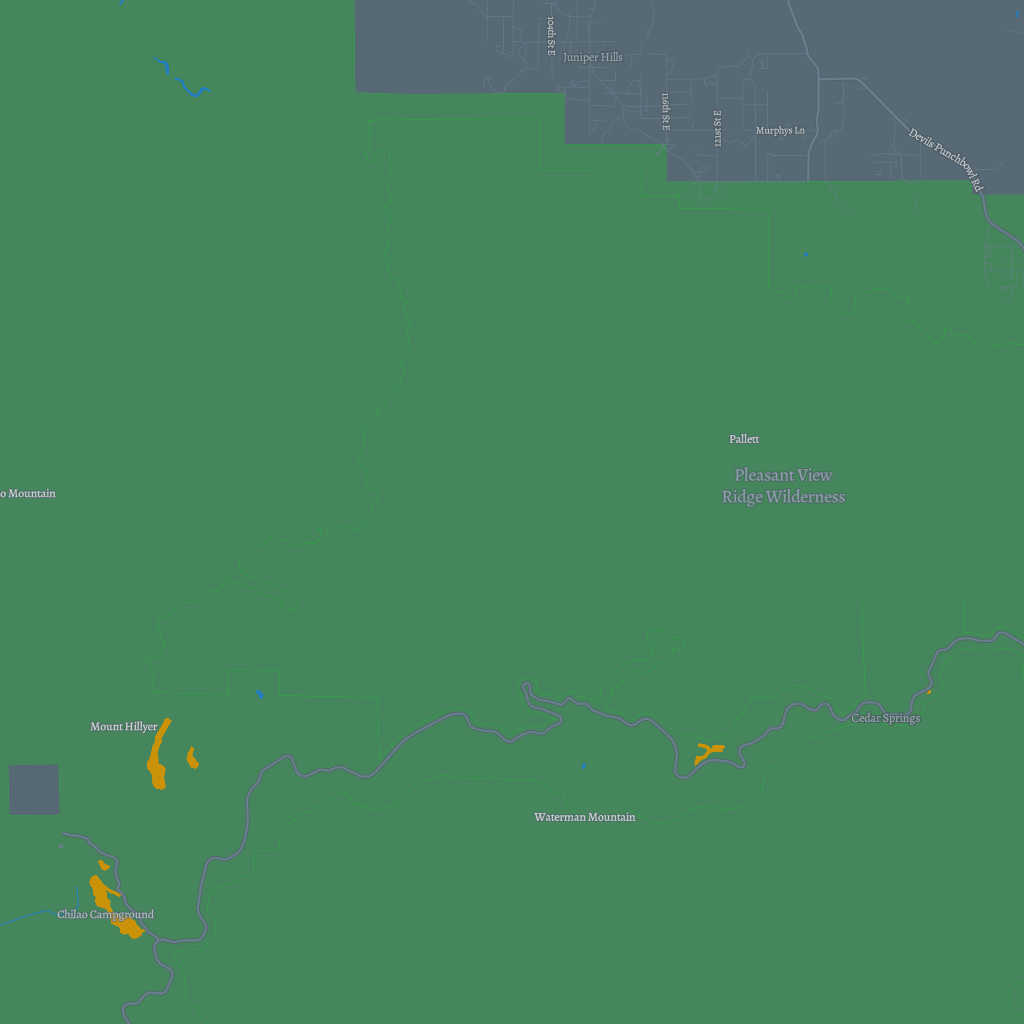 104th St E
Juniper Hills
116th St E
121st St E
Murphys Ln
Devils Punchbowl Rd
Pallett
Pleasant View
Ridge Wilderness
o Mountain
Cedar Springs
Mount Hillyer
Waterman Mountain
Chilao Campground